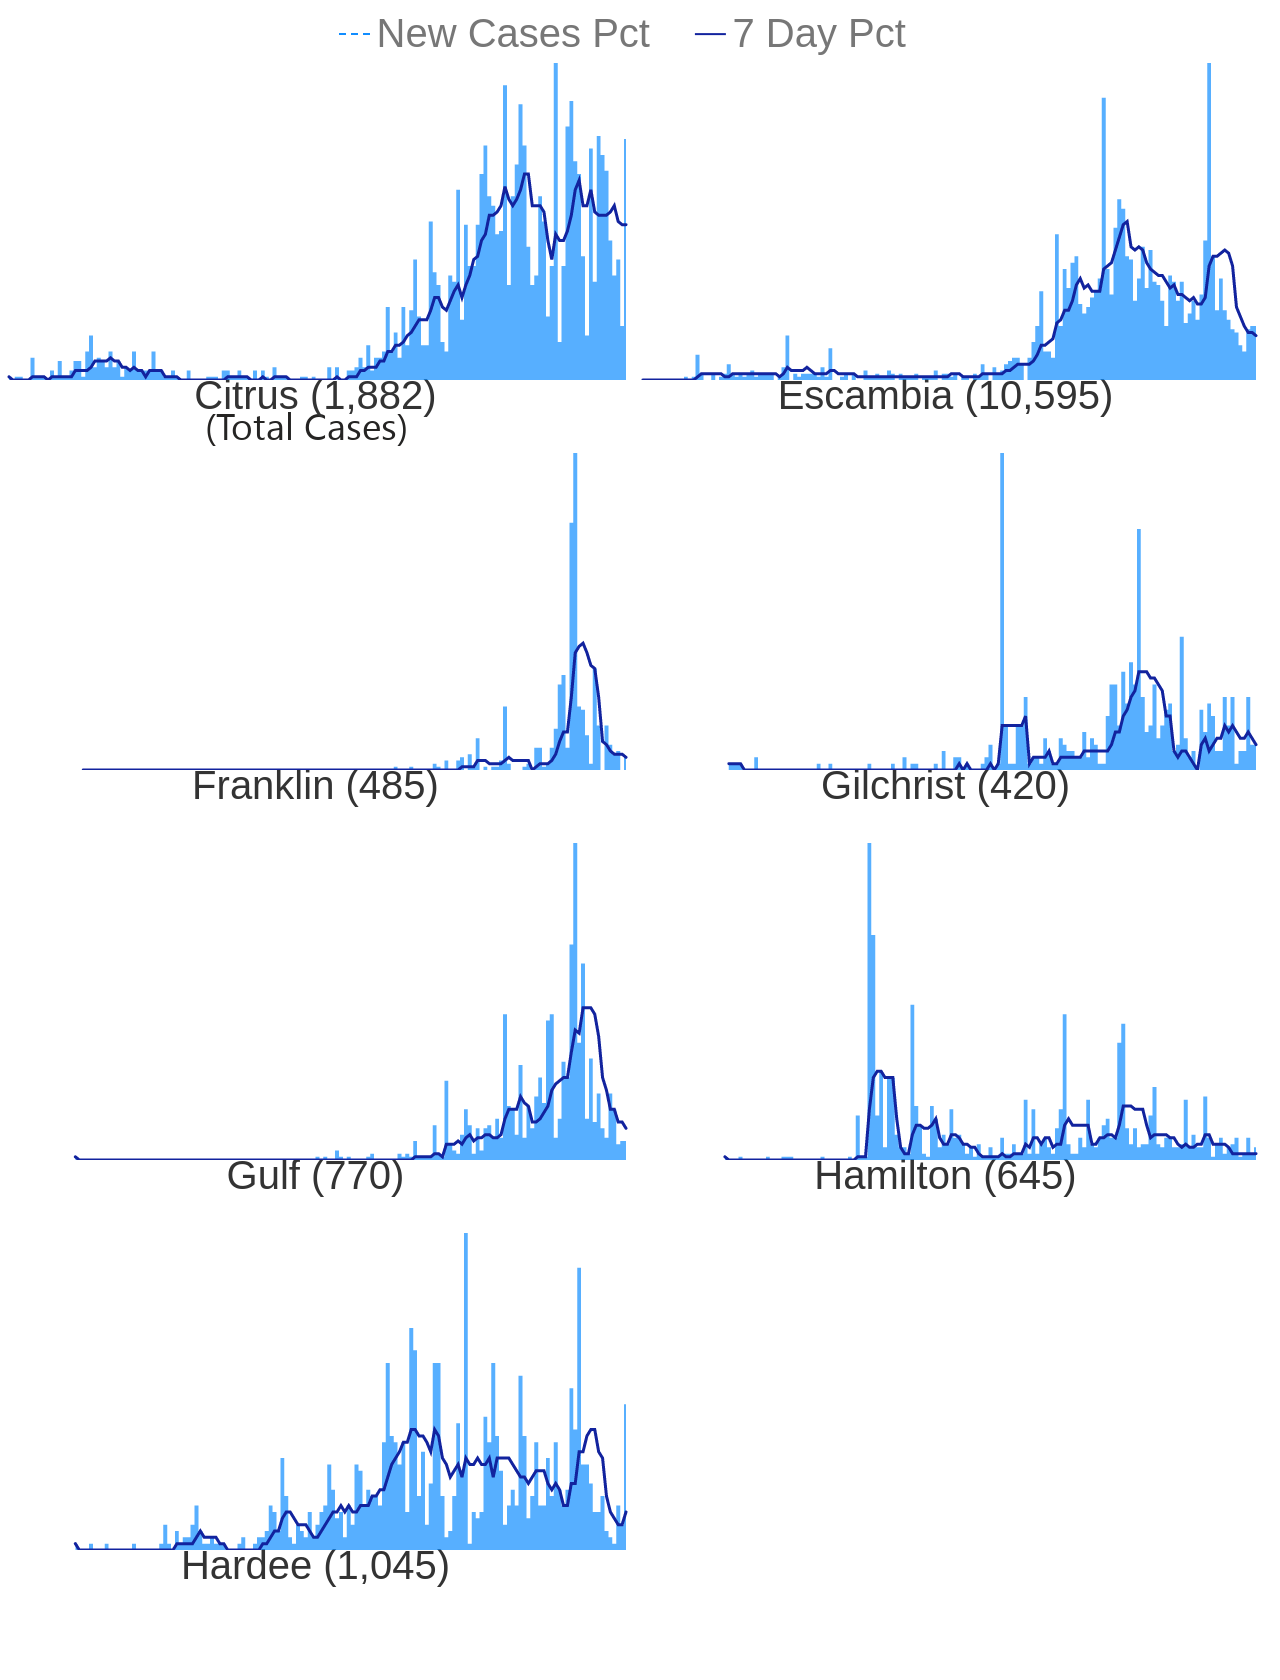 New Cases Pct 7 Day Pct
Citrus (1,882) Escambia (10,595)
(Total Cases)
Franklin (485) Gilchrist (420)
Gulf (770) Hamilton (645)
Hardee (1,045)